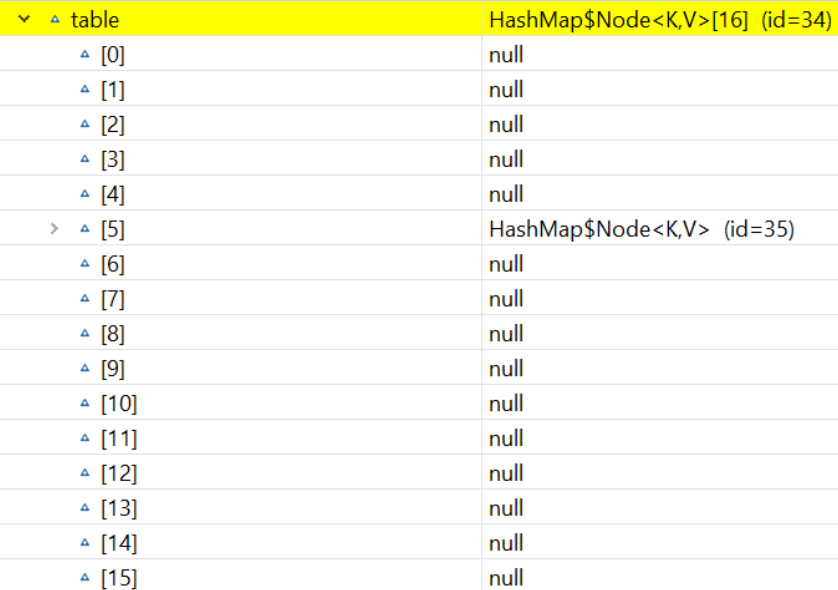 table HashMap$Node<K,V>[16] (id=34)
[0] null
[1] null
[2] null
[3] null
[4] null
[5] HashMap$Node<K,V> (id=35)
[6] null
[7] null
[8] null
[9] null
[10] null
[11] null
[12] null
[13] null
[14] null
[15] null